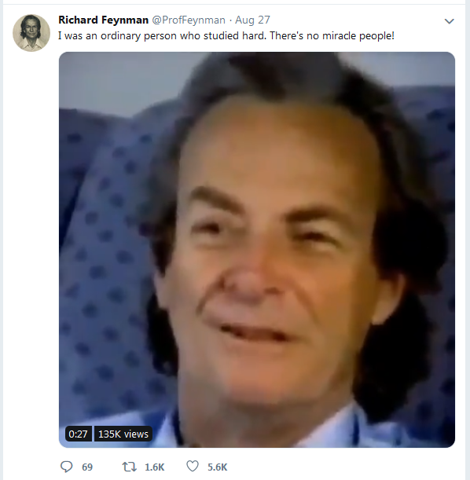 Richard Feynman @ProfFeynman · Aug 27
I was an ordinary person who studied hard. There's no miracle people!
0:27 135K views
69 1.6K 5.6K